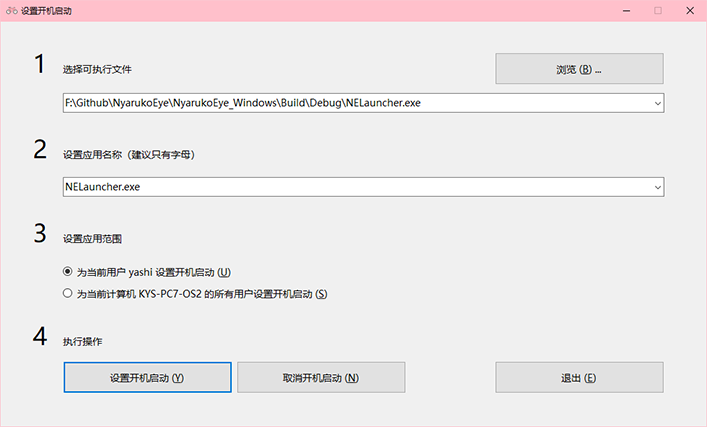 设置开机启动
1 选择可执行文件 浏览 (B) ...
F:\Github\NyarukoEye\NyarukoEye_Windows\Build\Debug\NELauncher.exe
2 设置应用名称（建议只有字母）
NELauncher.exe
3 设置应用范围
为当前用户 yashi 设置开机启动 (U)
为当前计算机 KYS-PC7-OS2 的所有用户设置开机启动 (S)
4 执行操作
设置开机启动 (Y) 取消开机启动 (N) 退出 (E)